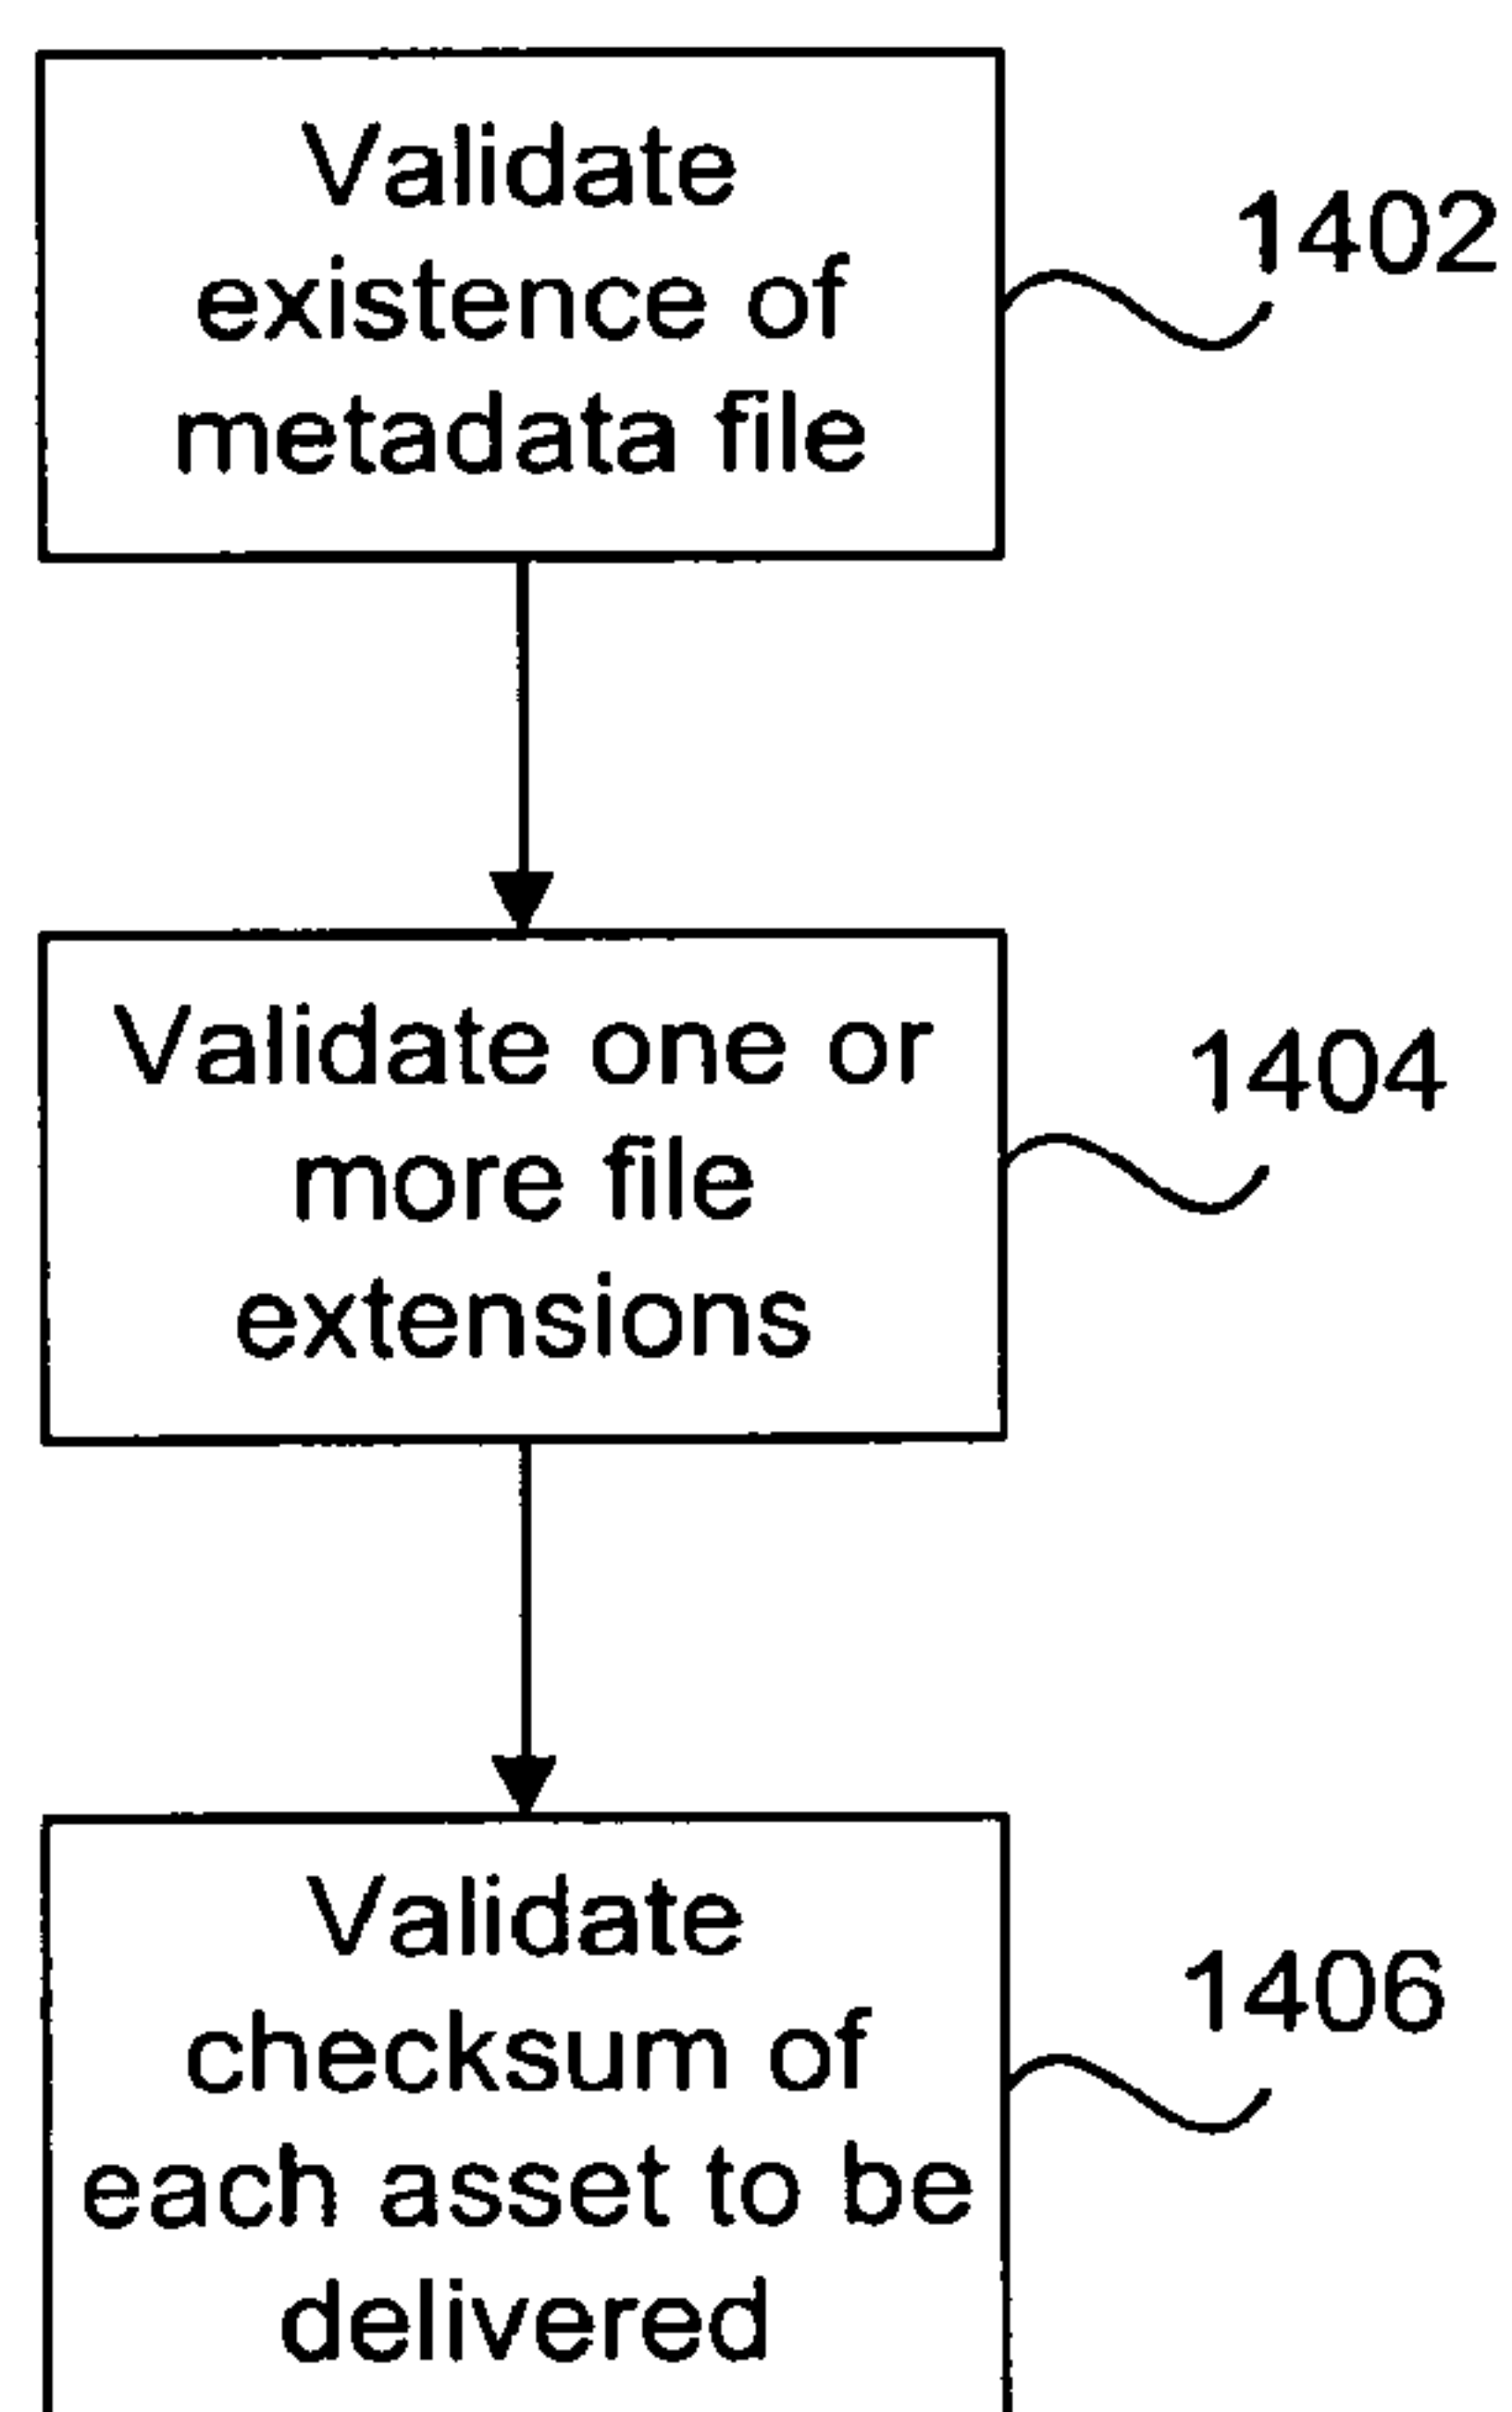 Validate
existence of
metadata file
1402
Validate one or
more file
extensions
1404
Validate
checksum of
each asset to be
delivered
1406